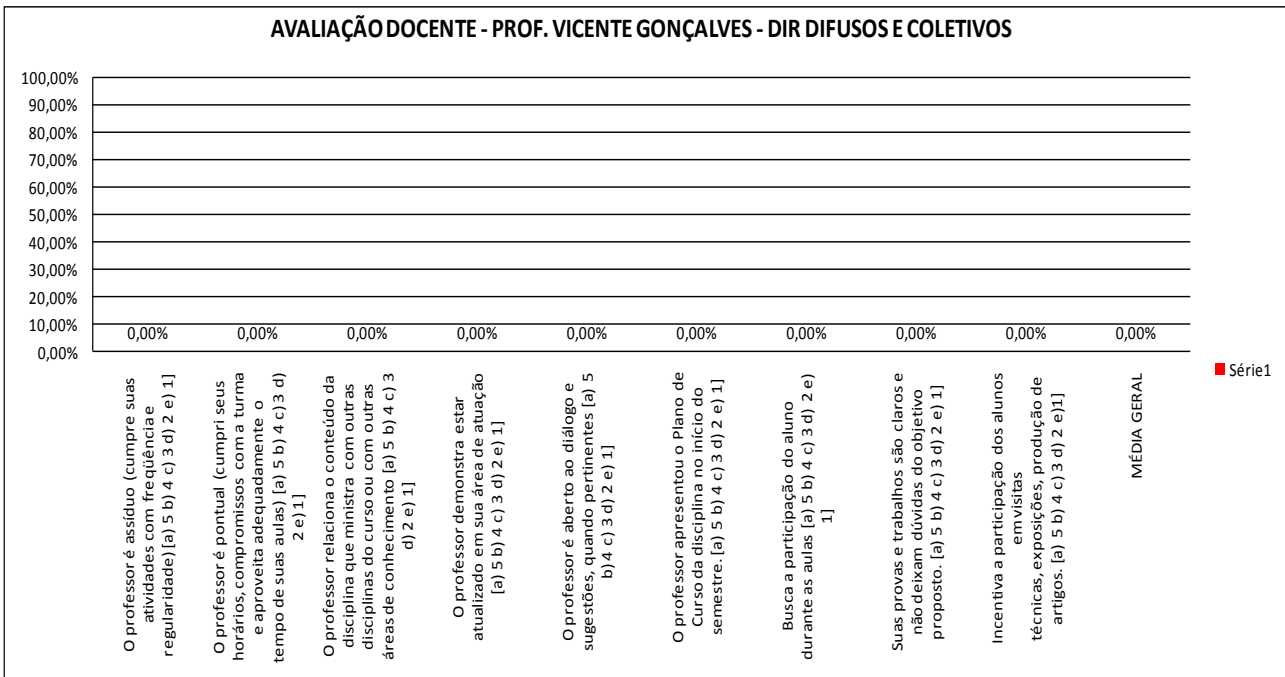 AVALIAÇÃO DOCENTE - PROF. VICENTE GONÇALVES - DIR DIFUSOS E COLETIVOS
100,00%
90,00%
80,00%
70,00%
60,00%
50,00%
40,00%
30,00%
20,00%
10,00%
0,00%
0,00% 0,00% 0,00% 0,00% 0,00% 0,00% 0,00% 0,00% 0,00% 0,00%
O professor é assíduo (cumpre suas
atividades com freqüência e
regularidade) [a) 5 b) 4 c) 3 d) 2 e) 1]
O professor é pontual (cumpri seus
horários, compromissos com a turma
e aproveita adequadamente o
tempo de suas aulas) [a) 5 b) 4 c) 3 d)
2 e) 1]
O professor relaciona o conteúdo da
disciplina que ministra com outras
disciplinas do curso ou com outras
áreas de conhecimento [a) 5 b) 4 c) 3
d) 2 e) 1]
O professor demonstra estar
atualizado em sua área de atuação
[a) 5 b) 4 c) 3 d) 2 e) 1]
O professor é aberto ao diálogo e
sugestões, quando pertinentes [a) 5
b) 4 c) 3 d) 2 e) 1]
O professor apresentou o Plano de
Curso da disciplina no início do
semestre. [a) 5 b) 4 c) 3 d) 2 e) 1]
Busca a participação do aluno
durante as aulas [a) 5 b) 4 c) 3 d) 2 e)
1]
Suas provas e trabalhos são claros e
não deixam dúvidas do objetivo
proposto. [a) 5 b) 4 c) 3 d) 2 e) 1]
Incentiva a participação dos alunos
em visitas
técnicas, exposições, produção de
artigos. [a) 5 b) 4 c) 3 d) 2 e)1]
MÉDIA GERAL
Série1